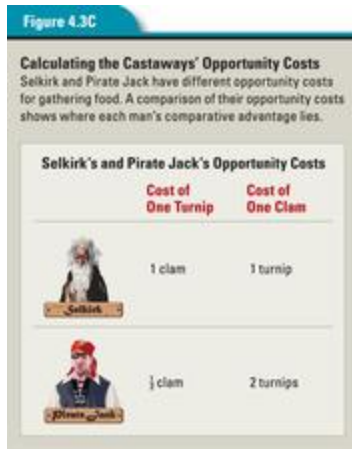 Figure 4.3C
Calculating the Castaways' Opportunity Costs
Selkirk and Pirate Jack have different opportunity costs
for gathering food. A comparison of their opportunity costs
shows where each man's comparative advantage lies.
Selkirk's and Pirate Jack's Opportunity Costs
Cost of One Turnip
Cost of One Clam
Selkirk
1 clam
1 turnip
Pirate Jack
½ clam
2 turnips